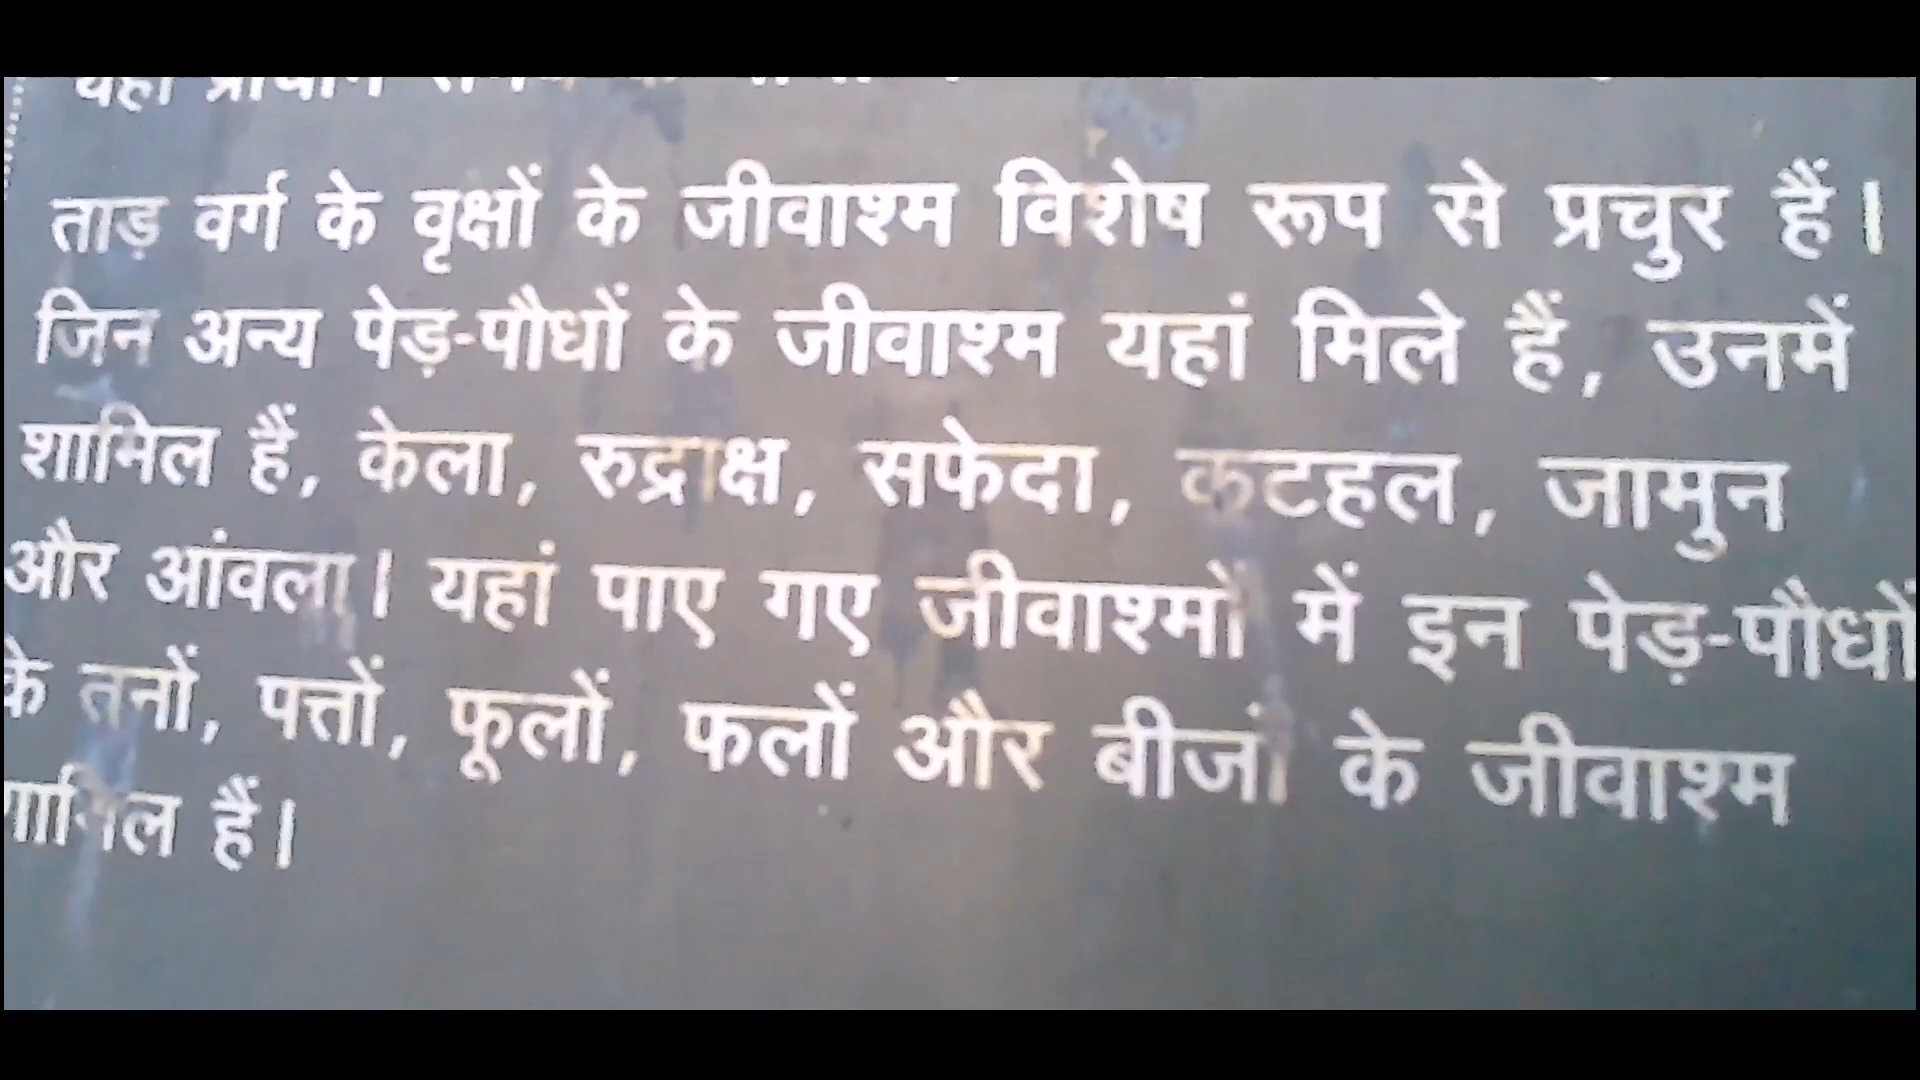 ताड़ वर्ग के वृक्षों के जीवाश्म विशेष रूप से प्रचुर हैं।
जिन अन्य पेड़-पौधों के जीवाश्म यहां मिले हैं, उनमें
शामिल हैं, केला, रुद्राक्ष, सफेदा, कटहल, जामुन
और आंवला। यहां पाए गए जीवाश्मों में इन पेड़-पौधों
के तनों, पत्तों, फूलों, फलों और बीजों के जीवाश्म
शामिल हैं।